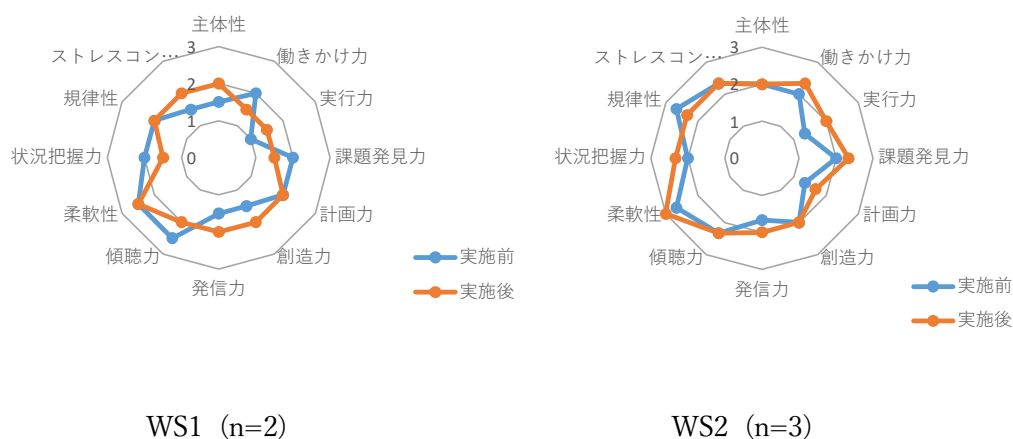 主体性
働きかけ力
実行力
課題発見力
計画力
創造力
発信力
傾聴力
柔軟性
状況把握力
規律性
ストレスコン…
3
2
1
0
実施前
実施後
WS1（n=2）
主体性
働きかけ力
実行力
課題発見力
計画力
創造力
発信力
傾聴力
柔軟性
状況把握力
規律性
ストレスコン…
3
2
1
0
実施前
実施後
WS2（n=3）